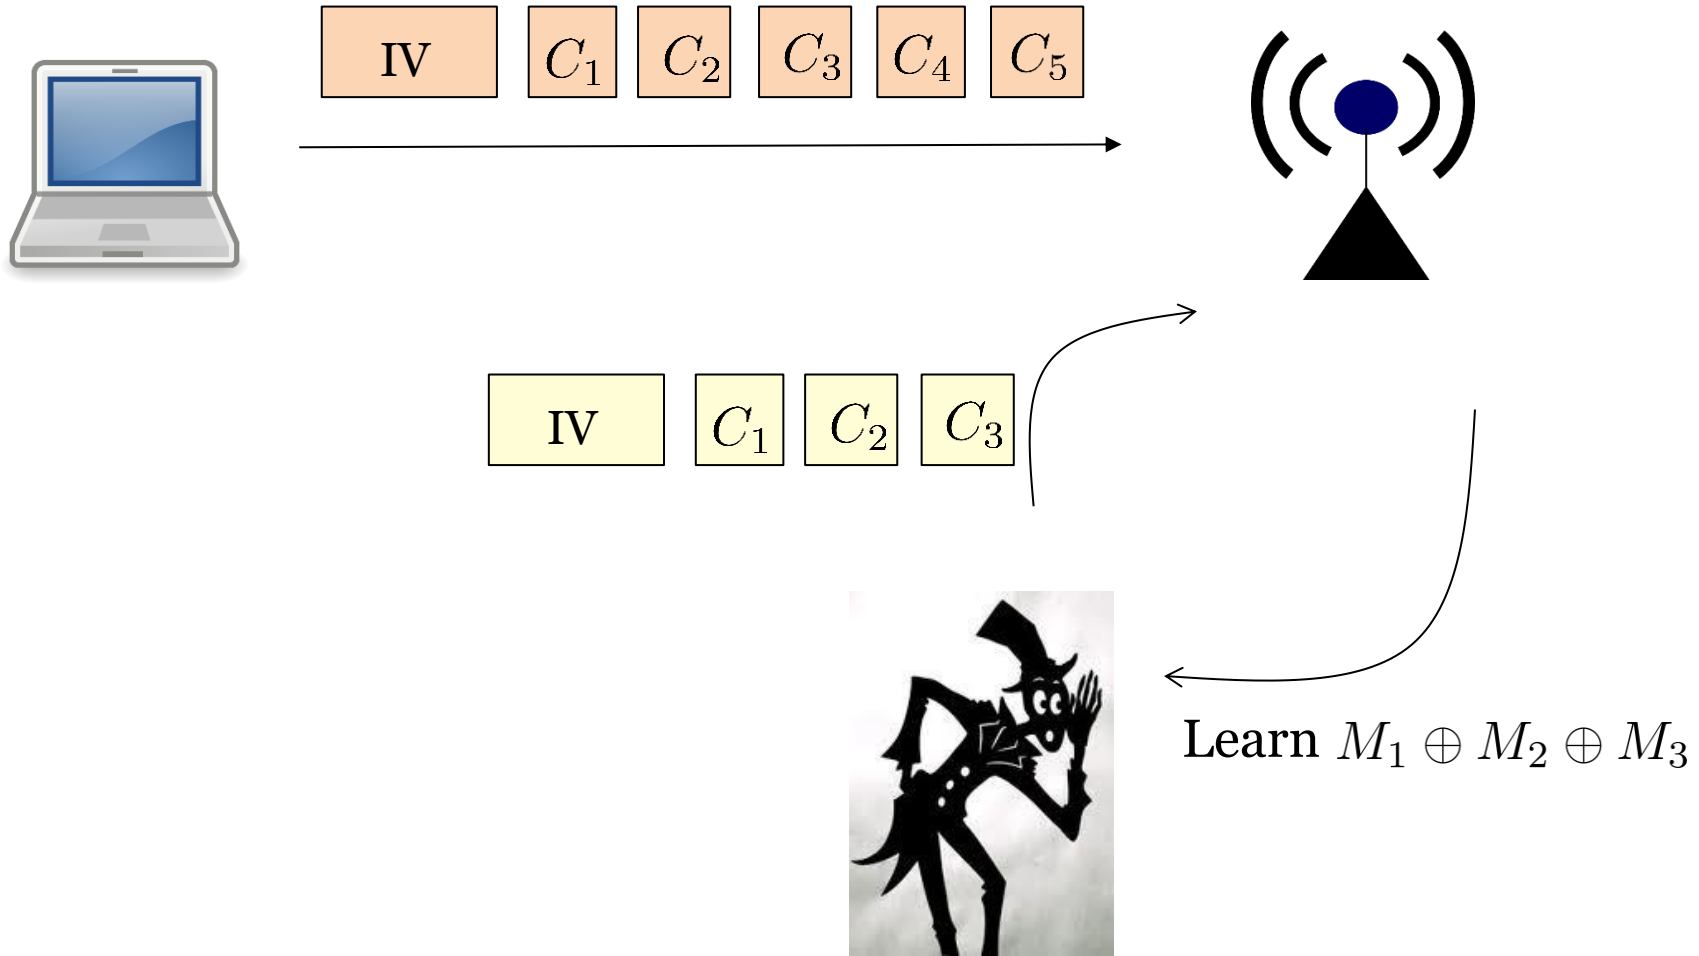 IV C₁ C₂ C₃ C₄ C₅
IV C₁ C₂ C₃
Learn M₁ ⊕ M₂ ⊕ M₃